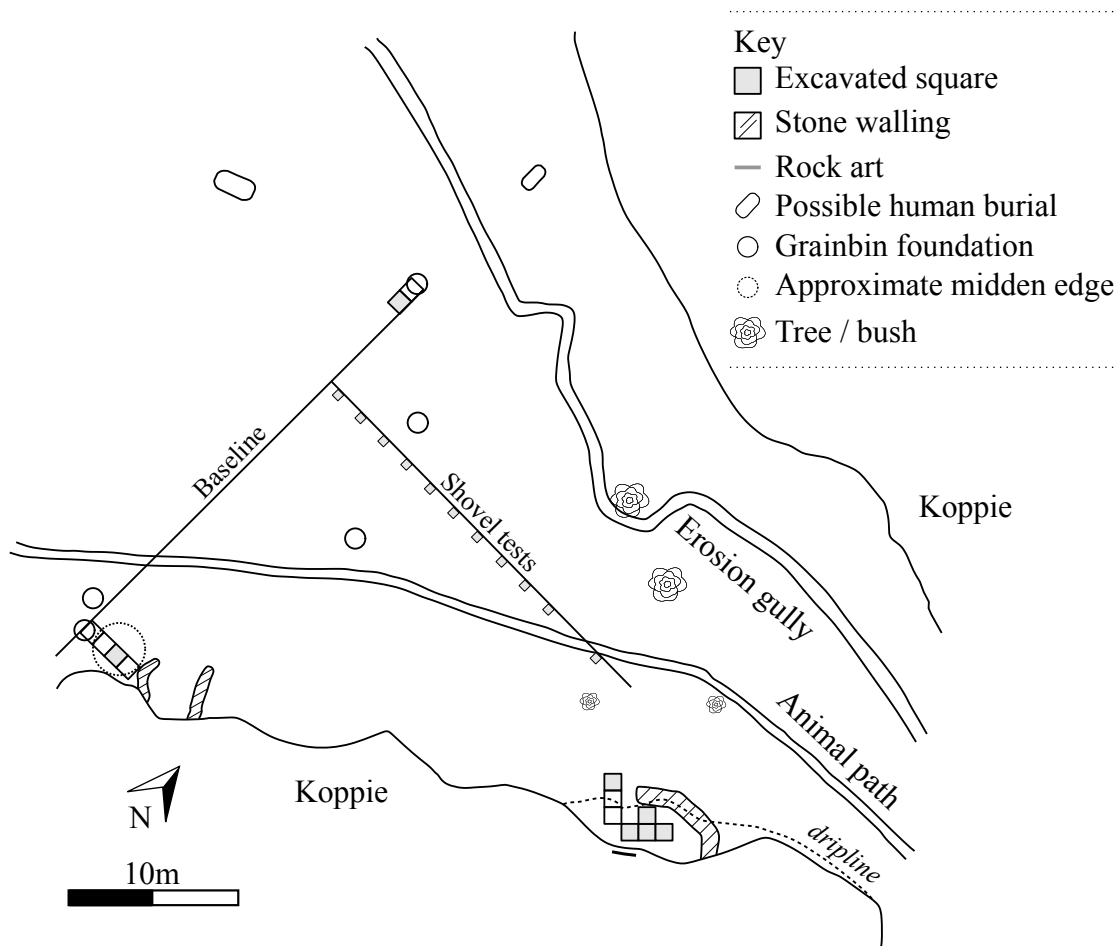 Key
Excavated square
Stone walling
Rock art
Possible human burial
Grainbin foundation
Approximate midden edge
Tree / bush
Baseline
Shovel tests
Koppie
Erosion gully
Animal path
Koppie
N
dripline
10m